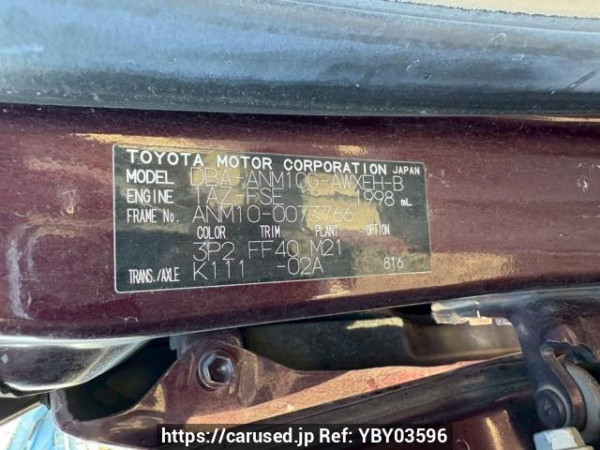 TOYOTA MOTOR CORPORATION JAPAN
MODEL DBA-ANM10G-AWXEH-B
ENGINE 1AZ-FSE 1998 mL
FRAME No. ANM10-0073766
COLOR TRIM PLANT OPTION
3P2 FF40 M21
TRANS./AXLE K111 -02A 816
https://carused.jp Ref: YBY03596